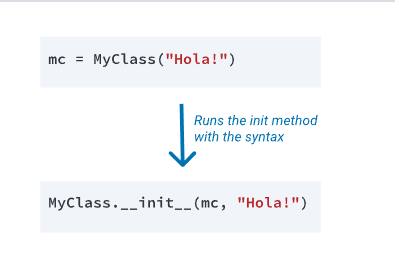 mc = MyClass("Hola!")
Runs the init method
with the syntax
MyClass.__init__(mc, "Hola!")